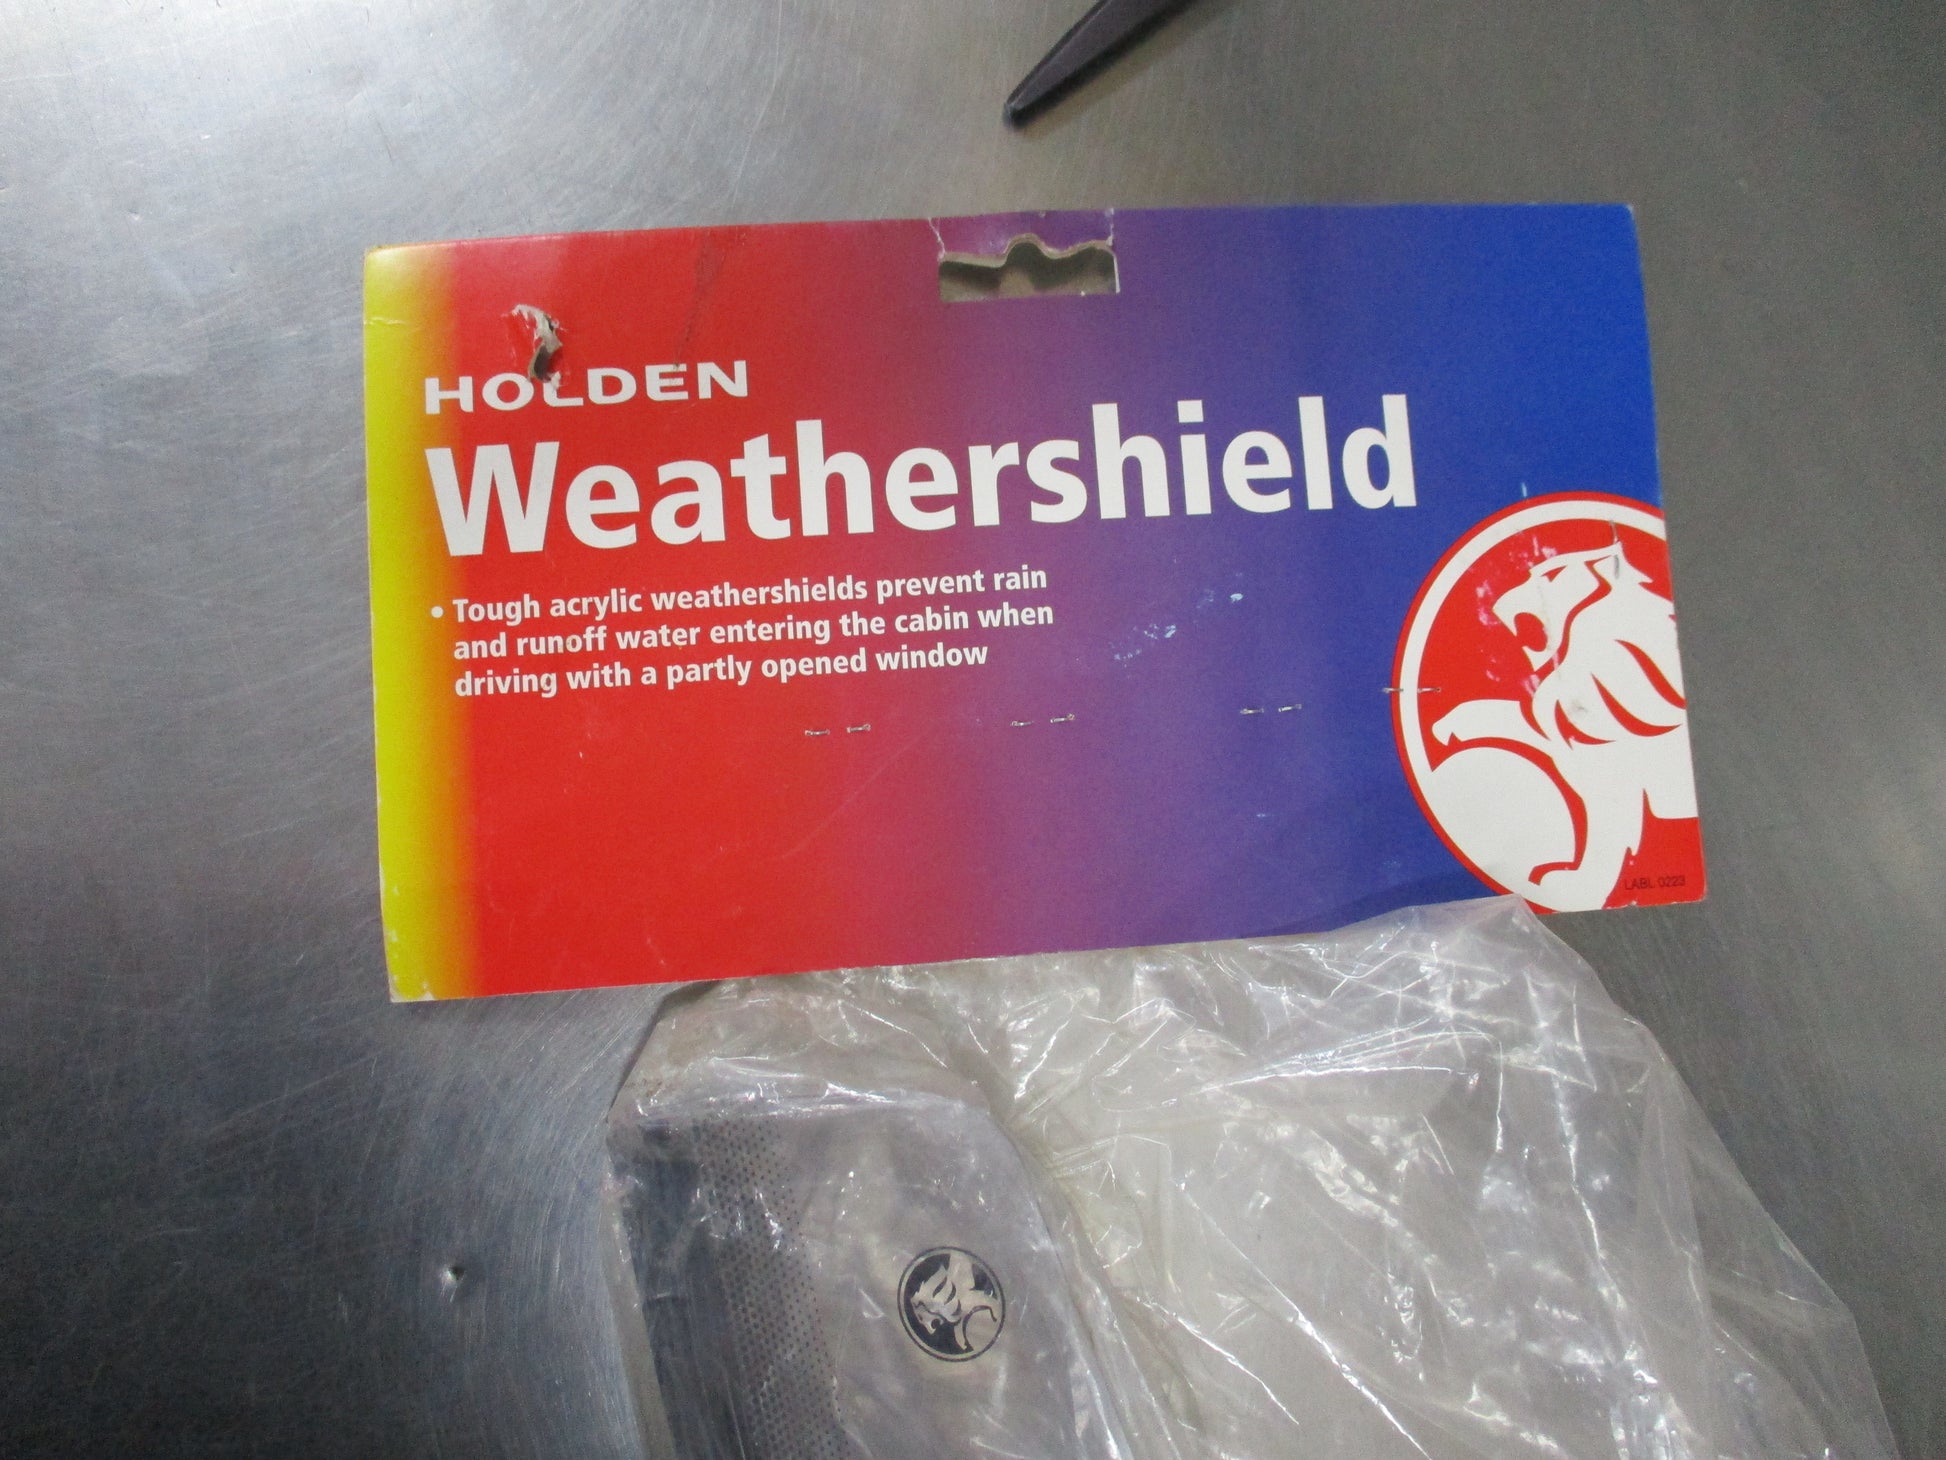 HOLDEN
Weathershield
• Tough acrylic weathershields prevent rain
and runoff water entering the cabin when
driving with a partly opened window
LABL 0223